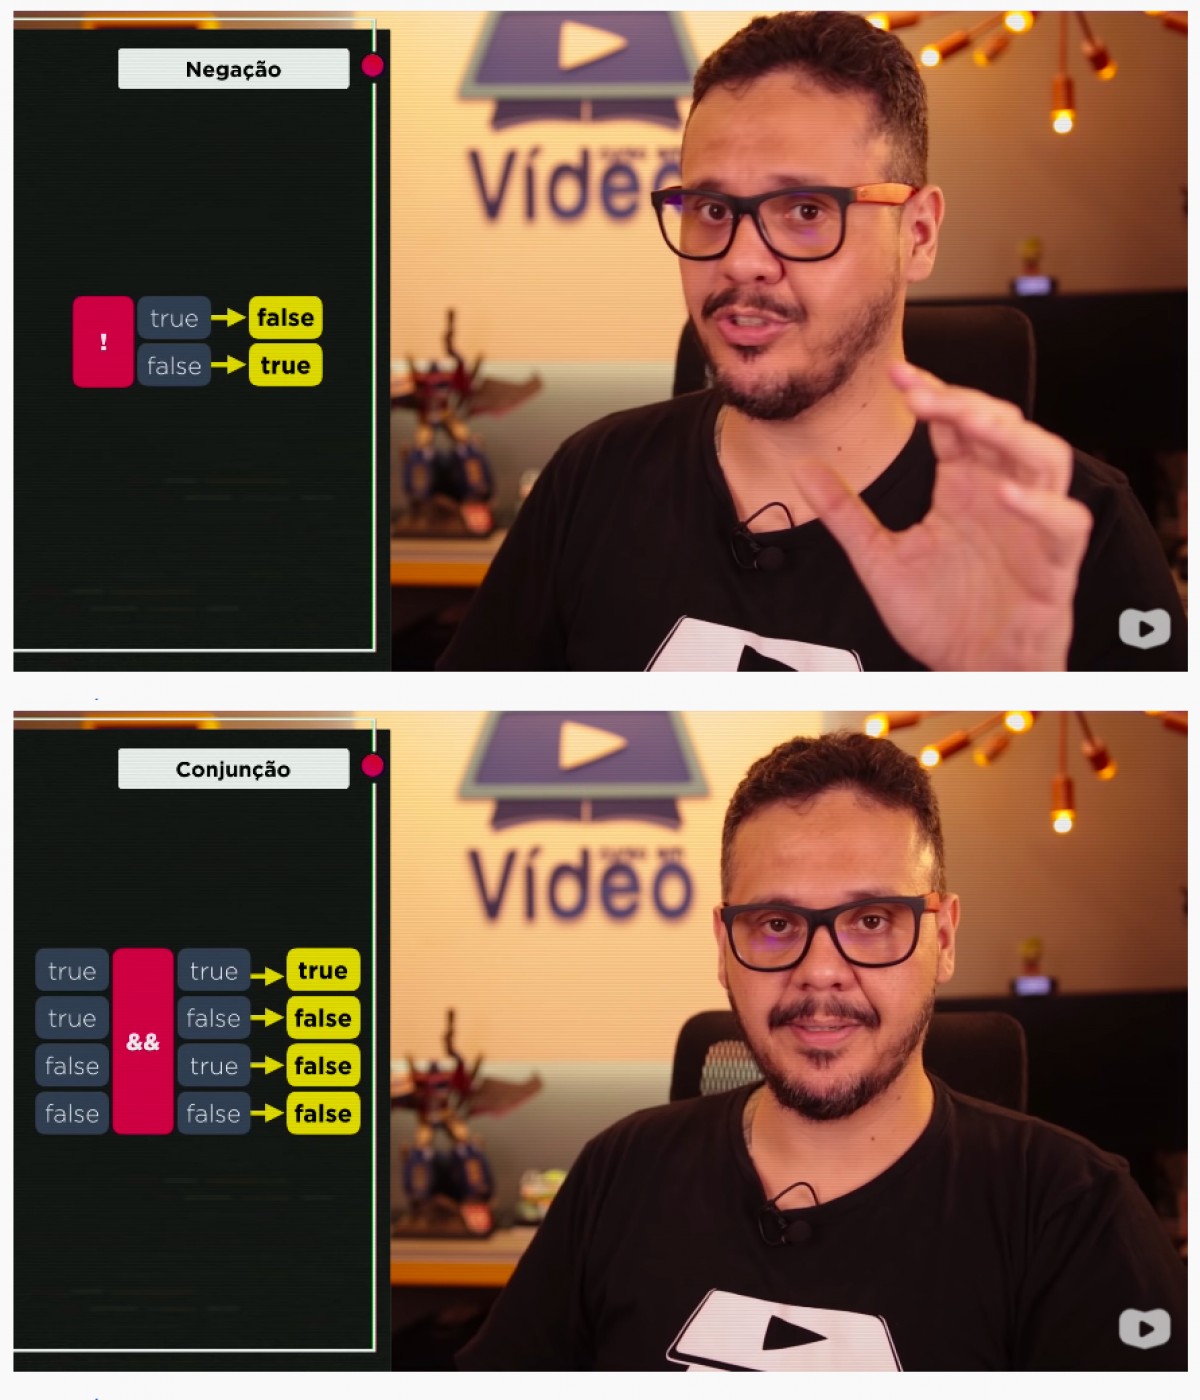 Negação
!
true false
false true
Vídeo
Conjunção
true && true true
true false false
false true false
false false false
Vídeo